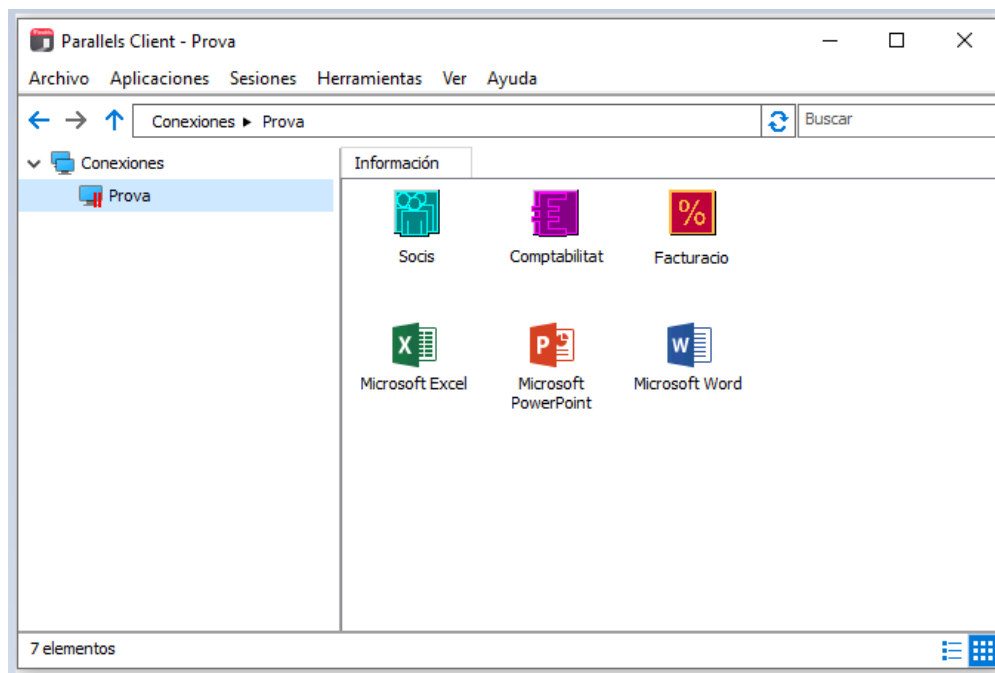 Parallels Client - Prova
Archivo Aplicaciones Sesiones Herramientas Ver Ayuda
Conexiones ▸ Prova
Buscar
Conexiones
Prova
Información
Socis Comptabilitat Facturacio
Microsoft Excel Microsoft PowerPoint Microsoft Word
7 elementos